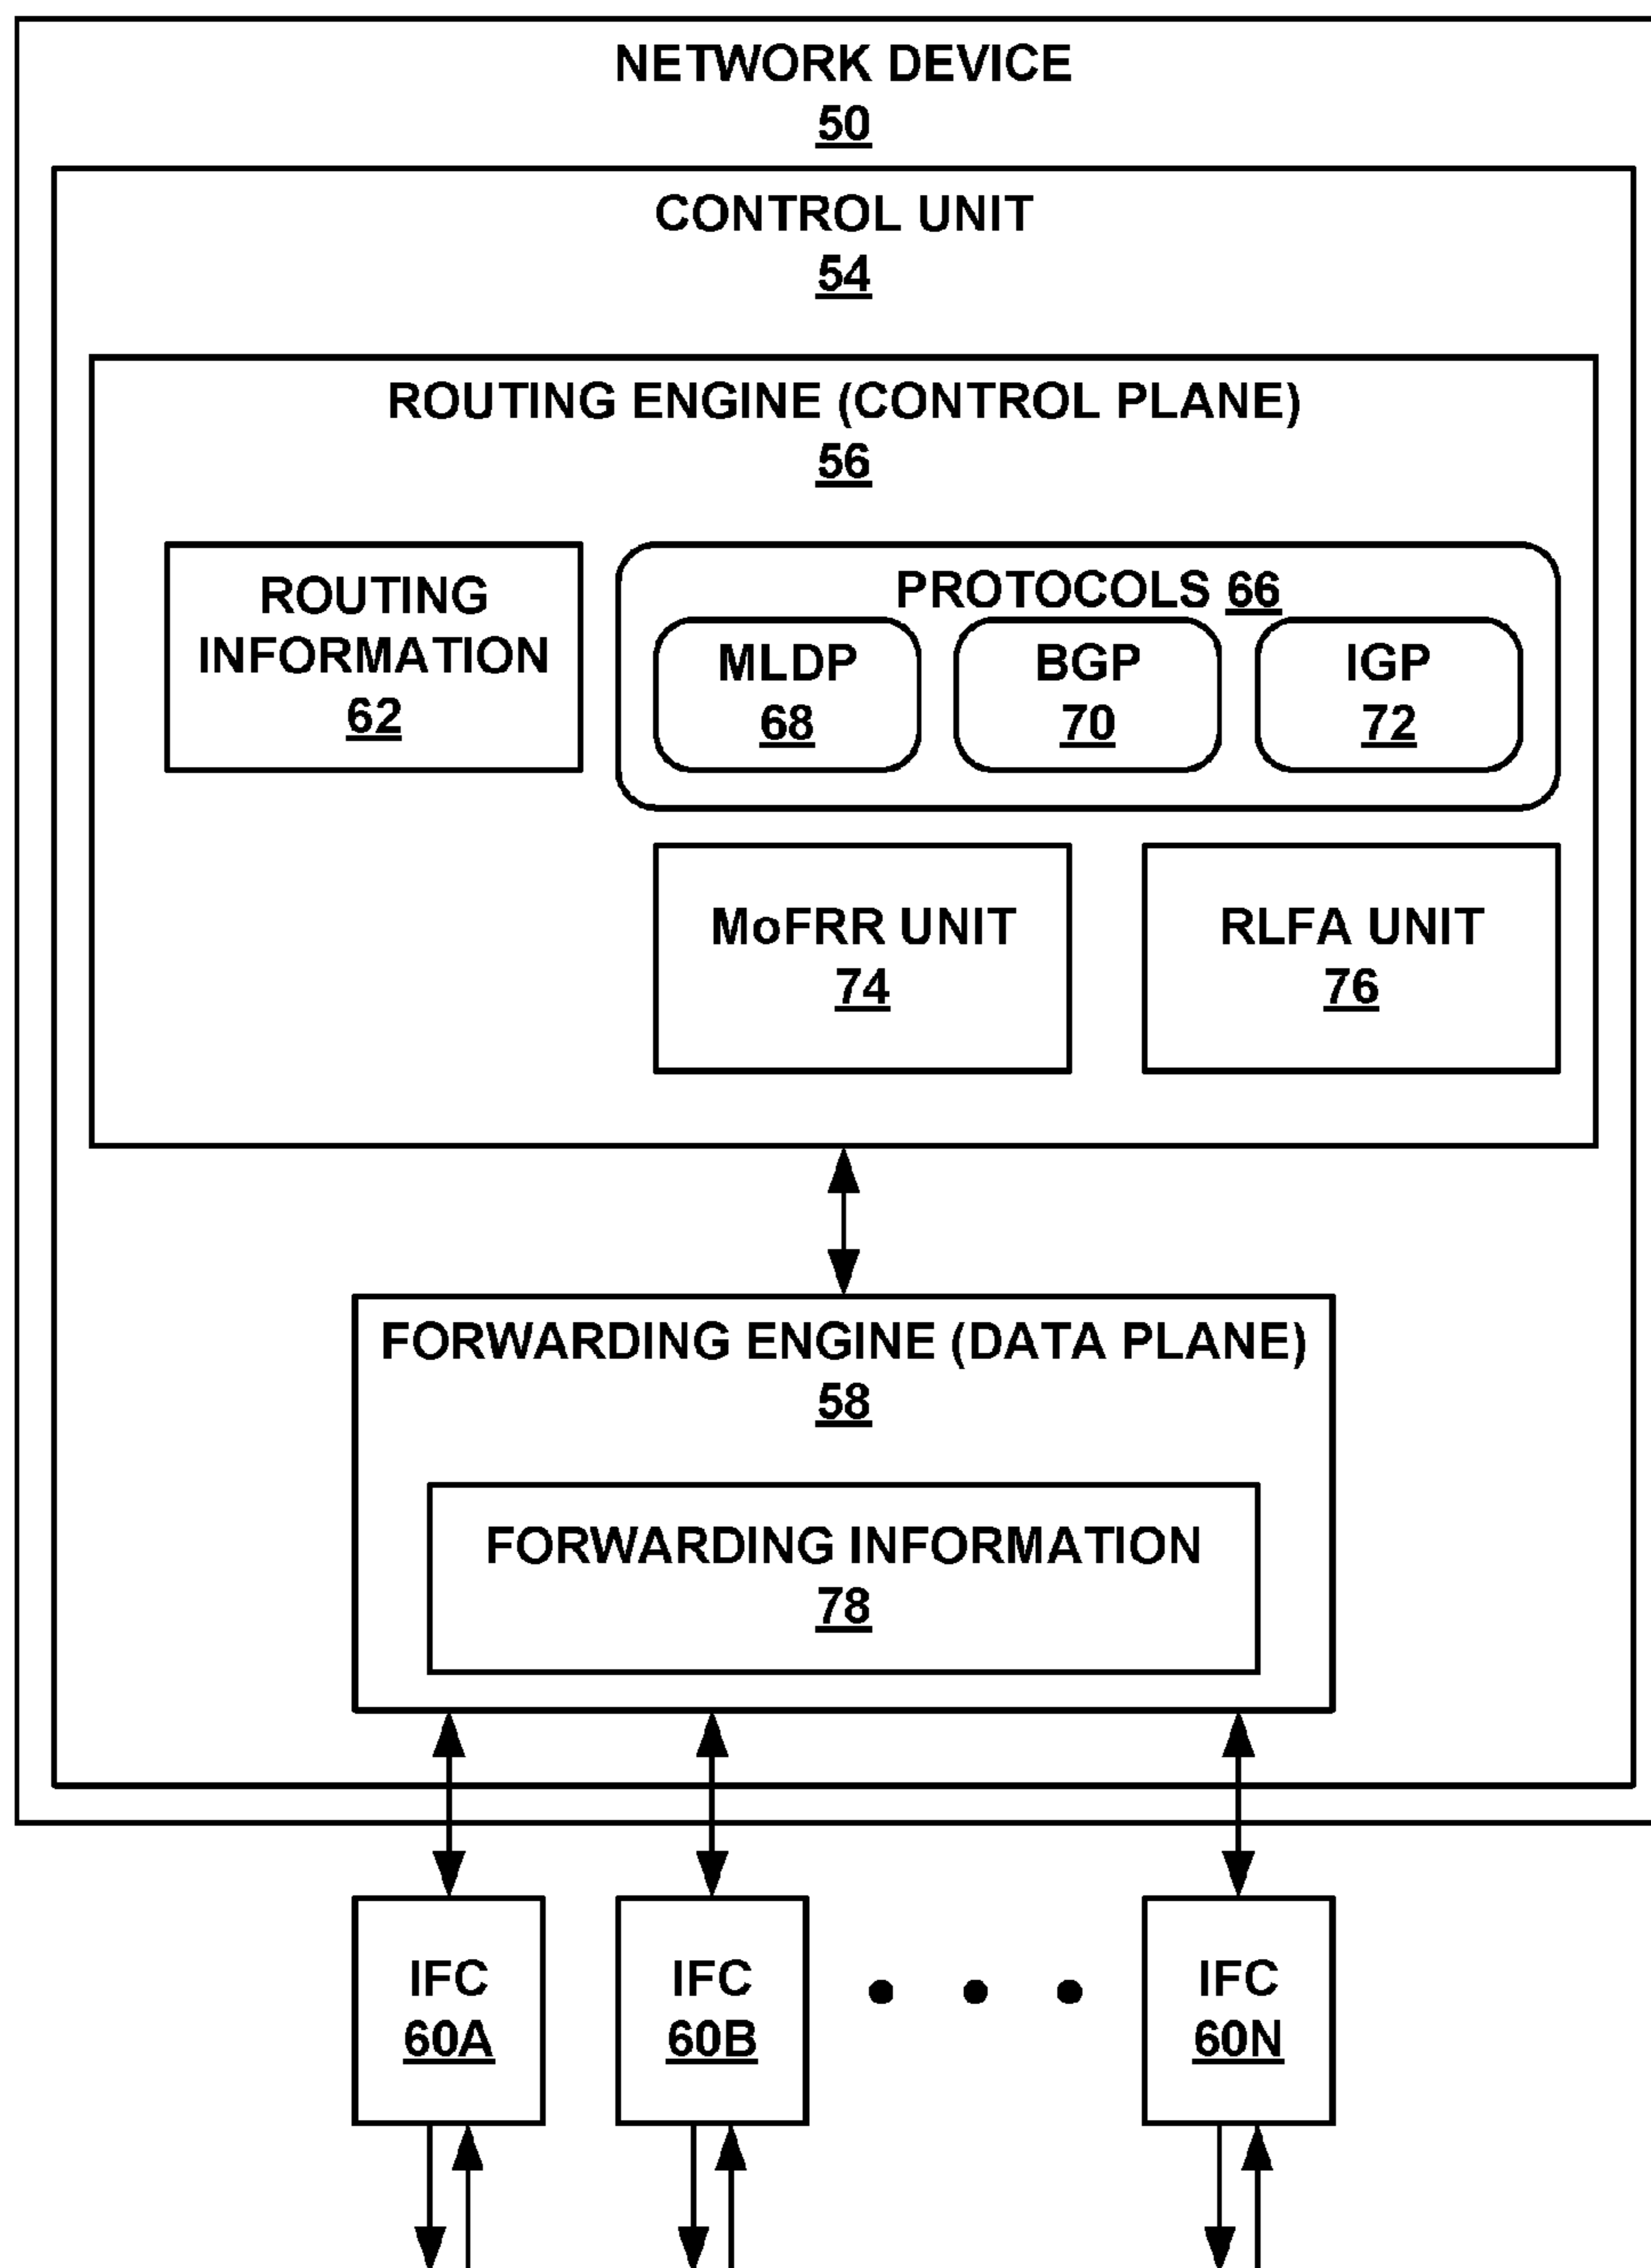 NETWORK DEVICE
50
CONTROL UNIT
54
ROUTING ENGINE (CONTROL PLANE)
56
ROUTING
INFORMATION
62
PROTOCOLS 66
MLDP
68
BGP
70
IGP
72
MoFRR UNIT
74
RLFA UNIT
76
FORWARDING ENGINE (DATA PLANE)
58
FORWARDING INFORMATION
78
IFC
60A
IFC
60B
IFC
60N